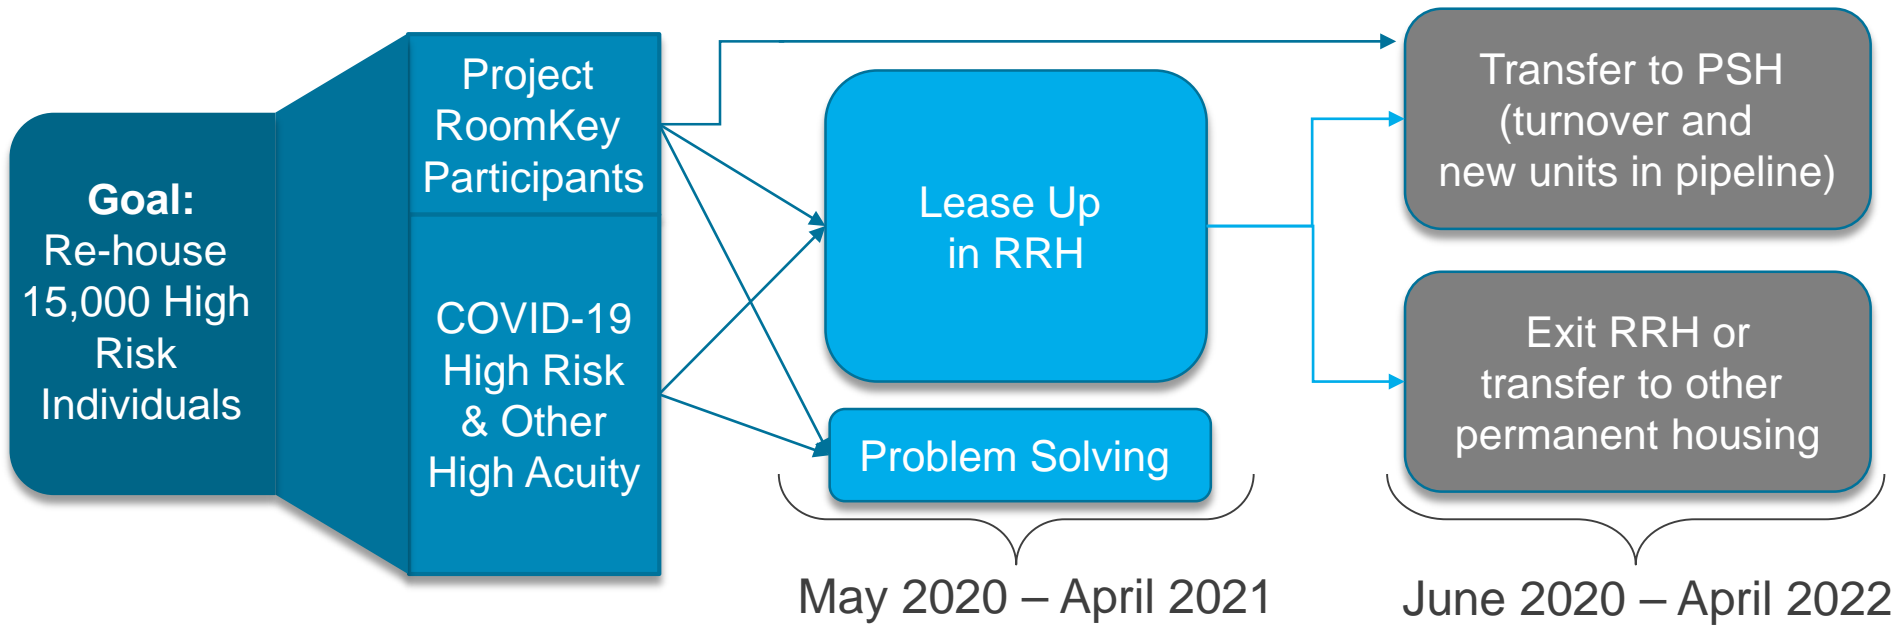 Goal:
Re-house
15,000 High
Risk
Individuals
Project
RoomKey
Participants
COVID-19
High Risk
& Other
High Acuity
Lease Up
in RRH
Problem Solving
May 2020 – April 2021
Transfer to PSH
(turnover and
new units in pipeline)
Exit RRH or
transfer to other
permanent housing
June 2020 – April 2022